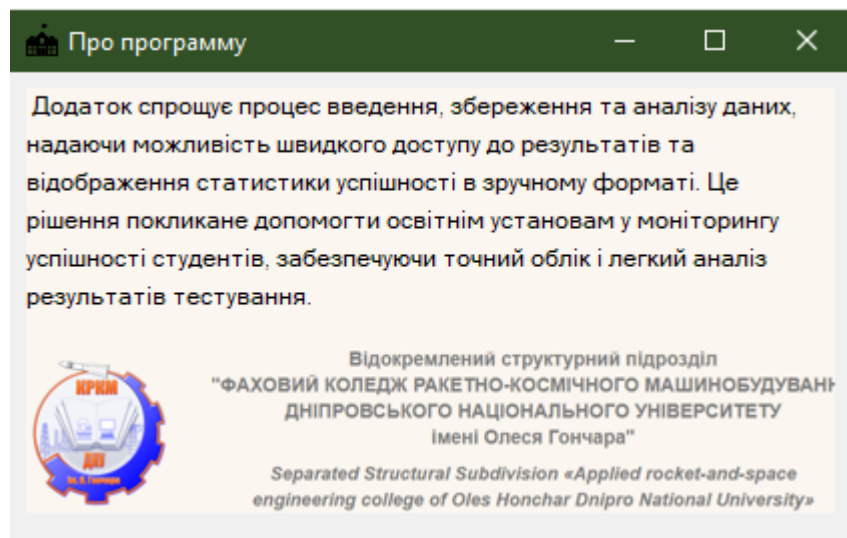 Про программу
Додаток спрощує процес введення, збереження та аналізу даних,
надаючи можливість швидкого доступу до результатів та
відображення статистики успішності в зручному форматі. Це
рішення покликане допомогти освітнім установам у моніторингу
успішності студентів, забезпечуючи точний облік і легкий аналіз
результатів тестування.
КРКМ
ДНУ
ім. О. Гончара
Відокремлений структурний підрозділ
"ФАХОВИЙ КОЛЕДЖ РАКЕТНО-КОСМІЧНОГО МАШИНОБУДУВАНН
ДНІПРОВСЬКОГО НАЦІОНАЛЬНОГО УНІВЕРСИТЕТУ
імені Олеся Гончара"
Separated Structural Subdivision «Applied rocket-and-space
engineering college of Oles Honchar Dnipro National University»